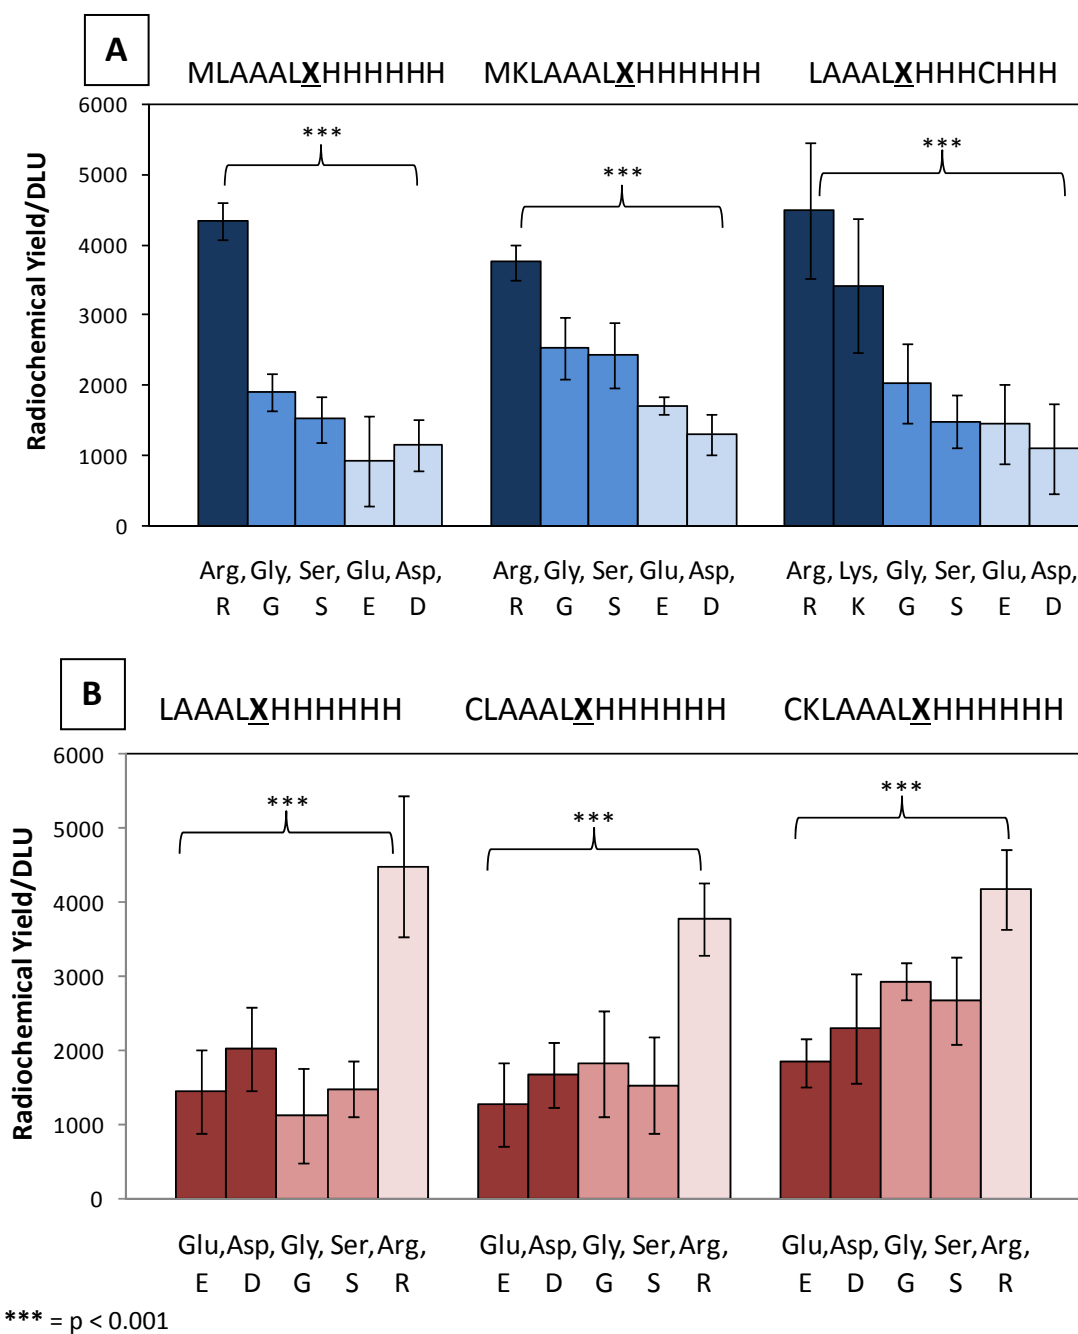 A
MLAAALXHHHHHH MKLAAALXHHHHHH LAAALXHHHCHHH
Radiochemical Yield/DLU
6000
5000
4000
3000
2000
1000
0
*** *** ***
Arg, Gly, Ser, Glu, Asp, Arg, Gly, Ser, Glu, Asp, Arg, Lys, Gly, Ser, Glu, Asp,
R G S E D R G S E D R K G S E D
B
LAAALXHHHHHH CLAAALXHHHHHH CKLAAALXHHHHHH
Radiochemical Yield/DLU
6000
5000
4000
3000
2000
1000
0
*** *** ***
Glu, Asp, Gly, Ser, Arg, Glu, Asp, Gly, Ser, Arg, Glu, Asp, Gly, Ser, Arg,
E D G S R E D G S R E D G S R
*** = p < 0.001